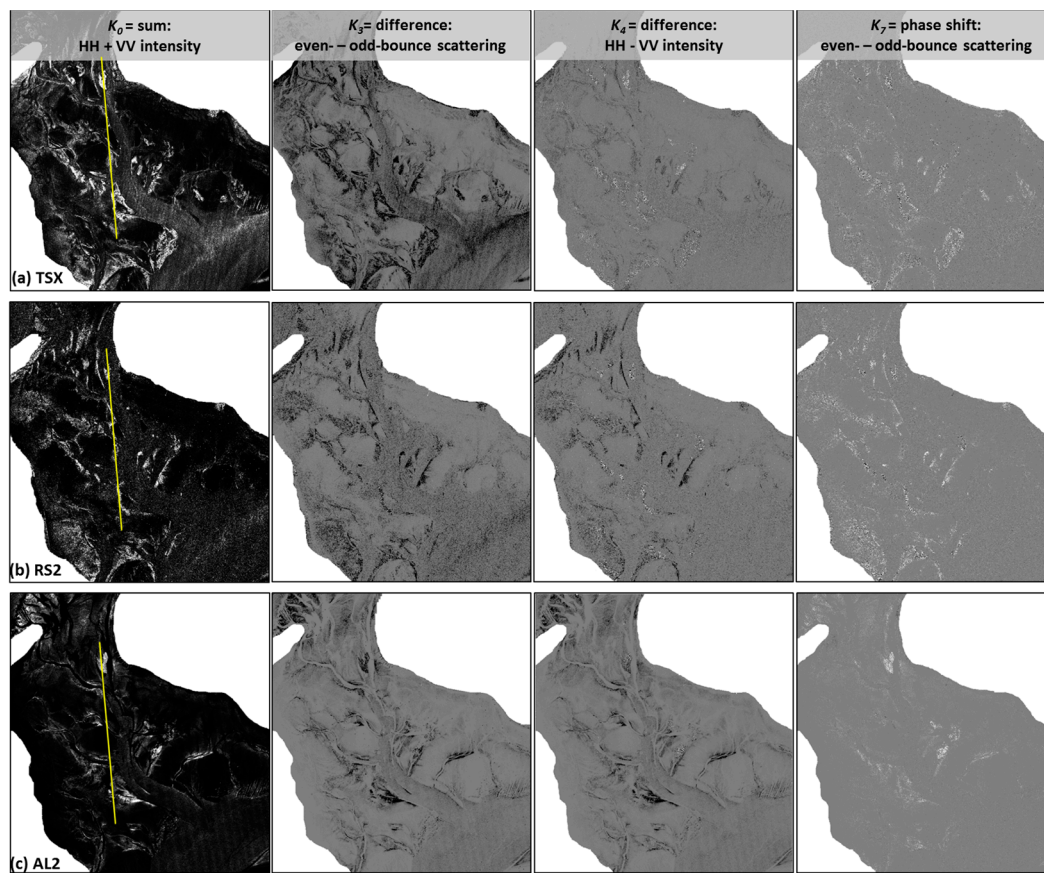 K0 = sum:
HH + VV intensity
K3 = difference:
even- – odd-bounce scattering
K4 = difference:
HH - VV intensity
K7 = phase shift:
even- – odd-bounce scattering
(a) TSX
(b) RS2
(c) AL2